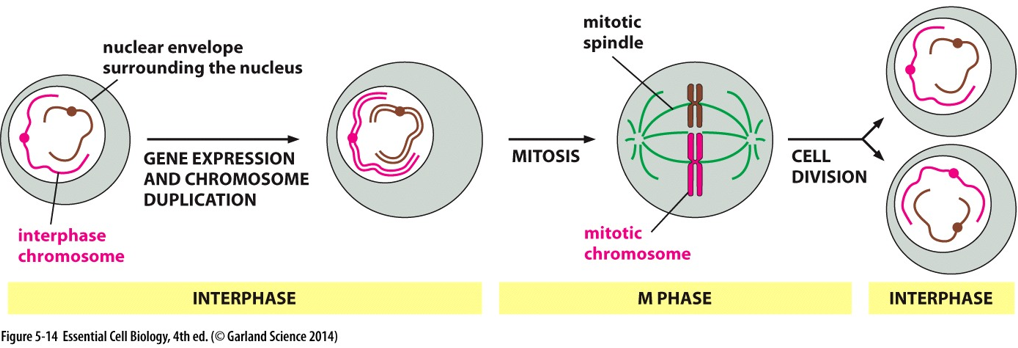 nuclear envelope
surrounding the nucleus
GENE EXPRESSION
AND CHROMOSOME
DUPLICATION
interphase
chromosome
MITOSIS
mitotic
spindle
mitotic
chromosome
CELL
DIVISION
INTERPHASE
M PHASE
INTERPHASE
Figure 5-14 Essential Cell Biology, 4th ed. (© Garland Science 2014)